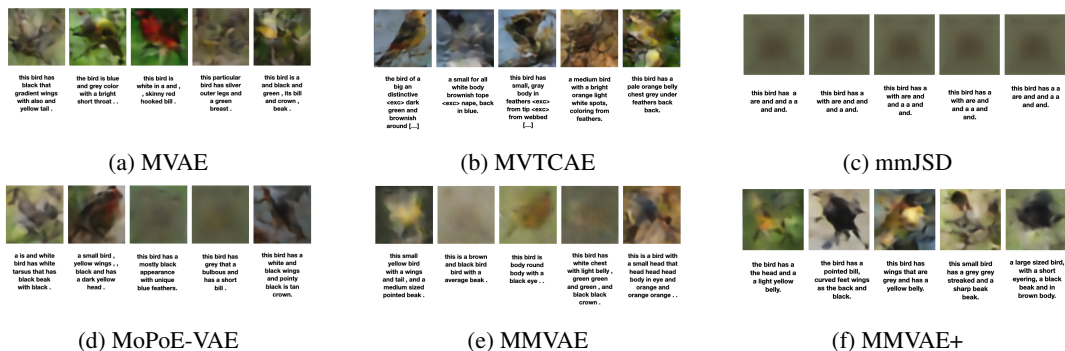 this bird has
black that
gradient wings
with also and
yellow tail .
the bird is blue
and grey color
with a bright
short throat . .
this bird is
white in a and ,
, skinny red
hooked bill .
this particular
bird has silver
outer legs and
a green
breast .
this bird is a
and black and
green , its bill
and crown ,
beak .
(a) MVAE
the bird of a
big an
distinctive
<exc> dark
green and
brownish
around [...]
a small for all
white body
brownish tope
<exc> nape, back
in blue.
this bird has
small, gray
body in
feathers <exc>
from tip <exc>
from webbed
[...]
a medium bird
with a bright
orange light
white spots,
coloring from
feathers.
this bird has a
pale orange belly
chest grey under
feathers back
back.
(b) MVTCAE
this bird has a
are and and a a
and and.
this bird has a
with are and and
and a a and.
this bird has a
with are and
and a a and
and.
this bird has a
with are and
and a a and
and.
this bird has a a
are and and a a
and and.
(c) mmJSD
a is and white
bird has white
tarsus that has
black beak
with black .
a small bird ,
yellow wings , ,
black and has
a dark yellow
head .
this bird has a
mostly black
appearance
with unique
blue feathers.
this bird has
grey that a
bulbous and
has a short
bill .
this bird has a
white and
black wings
and pointy
black is tan
crown.
(d) MoPoE-VAE
this small
yellow bird
with a wings
and tail , and a
medium sized
pointed beak .
this is a brown
and black bird
bird with a
average beak .
this bird is
body round
body with a
black eye . .
this bird has
white chest
with light belly ,
green green
and green , and
black black
crown .
this is a bird with
a small head that
head head head
body in eye and
orange and
orange orange . .
(e) MMVAE
this bird has a
the head and a
a light yellow
belly.
this bird has a
pointed bill,
curved feet wings
as the back and
black.
this bird has
wings that are
grey and has a
yellow belly.
this small bird
has a grey grey
streaked and a
sharp beak
beak.
a large sized bird,
with a short
eyering, a black
beak and in
brown body.
(f) MMVAE+